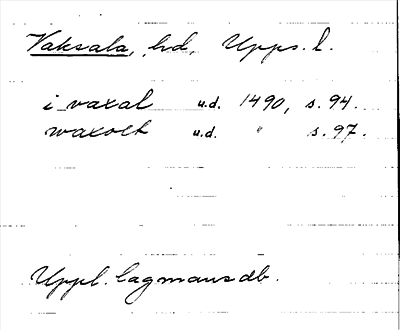 Vaksala, hd, Upps. l.
i vaxal u.d. 1490, s. 94.
waxolt u.d. " s. 97.
Uppl. lagmansdb.